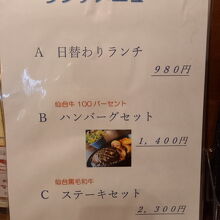 A 日替わりランチ
980円
仙台牛100パーセント
B ハンバーグセット
1,400円
仙台黒毛和牛
C ステーキセット
2,300円